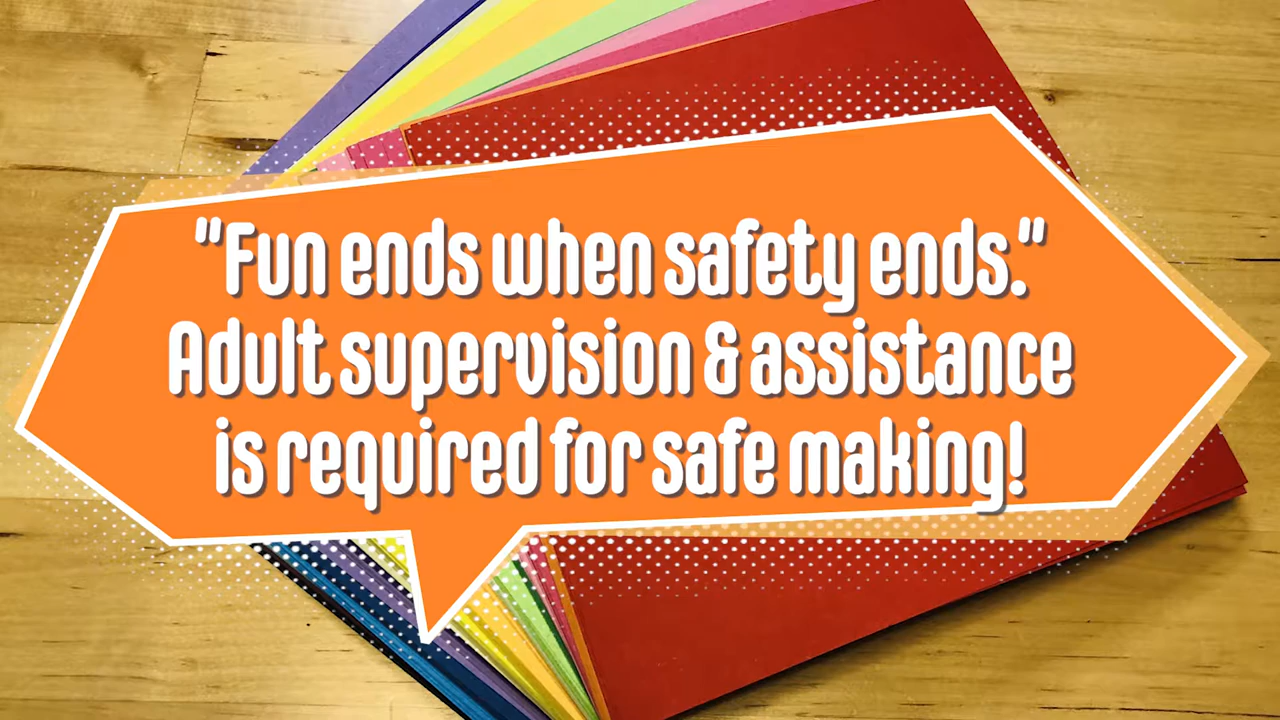 "Fun ends when safety ends."
Adult supervision & assistance
is required for safe making!